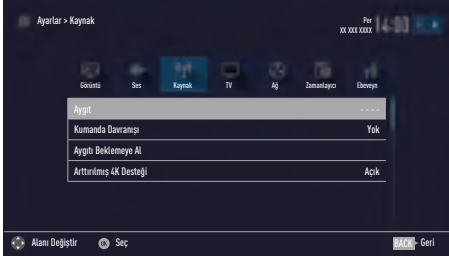 Ayarlar > Kaynak
Per
XX XXX XXXX
14:00
Görüntü Ses Kaynak TV Ağ Zamanlayıcı Ebeveyn
Aygıt - - - -
Kumanda Davranışı Yok
Aygıtı Beklemeye Al
Arttırılmış 4K Desteği Açık
Alanı Değiştir OK Seç BACK Geri